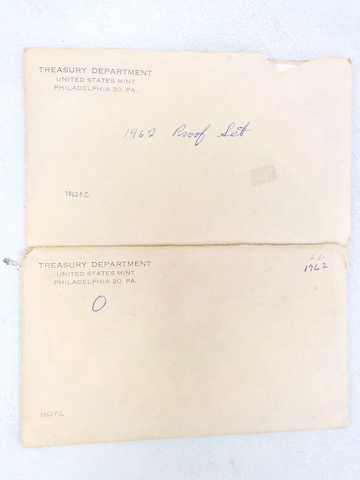 TREASURY DEPARTMENT
UNITED STATES MINT
PHILADELPHIA 30. PA.
1962 Proof Set
1962 P.C.
TREASURY DEPARTMENT
UNITED STATES MINT
PHILADELPHIA 30. PA.
62
1962
O
1962 P.C.